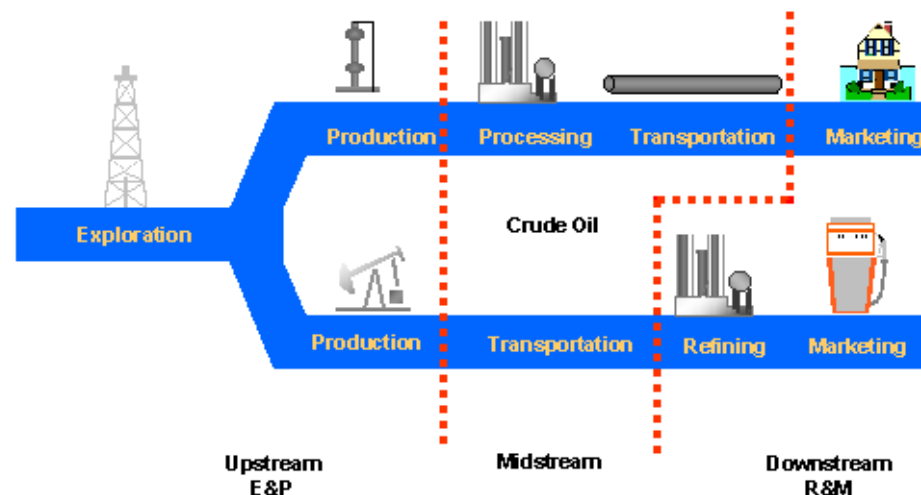 Production
Processing
Transportation
Marketing
Exploration
Crude Oil
Production
Transportation
Refining
Marketing
Upstream
E&P
Midstream
Downstream
R&M